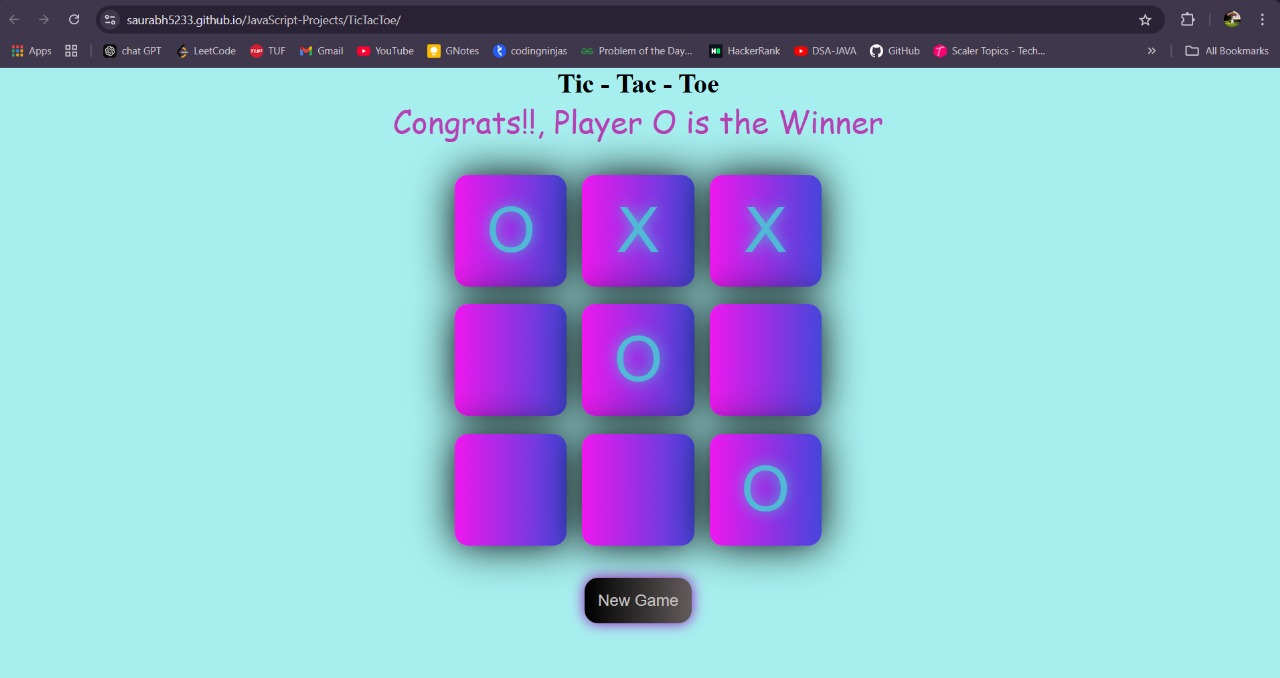 saurabh5233.github.io/JavaScript-Projects/TicTacToe/
Apps chat GPT LeetCode TUF Gmail YouTube GNotes codingninjas Problem of the Day... HackerRank DSA-JAVA GitHub Scaler Topics - Tech... » All Bookmarks
Tic - Tac - Toe
Congrats!!, Player O is the Winner
O X X
O
O
New Game